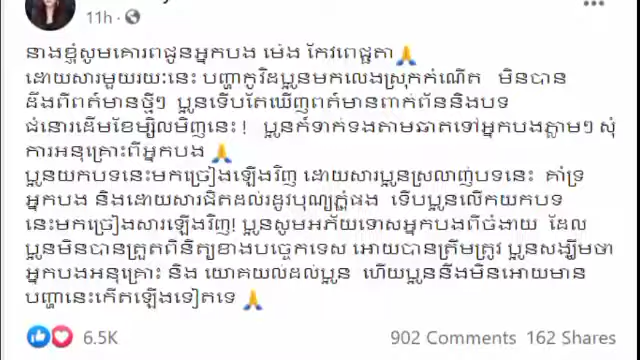 11h ·
នាងខ្ញុំសូមគោរពជូនអ្នកបង ម៉េង កែវពេជ្ជតា🙏
ដោយសារមួយរយៈនេះ បញ្ហាកូវីដប្អូនមកលេងស្រុកកំណើត មិនបាន
ដឹងពីពត៌មានថ្មីៗ ប្អូនទើបតែឃើញពត៌មានពាក់ព័ន្ធនិងបទ
ជំនោរដើមខែម្សិលមិញនេះ ! ប្អូនក៍ទាក់ទងតាមឆាតទៅអ្នកបងភ្លាមៗ សុំ
ការអនុគ្រោះពីអ្នកបង 🙏
ប្អូនយកបទនេះមកច្រៀងឡើងវិញ ដោយសារប្អូនស្រលាញ់បទនេះ គាំទ្រ
អ្នកបង និងដោយសារជិតដល់រដូវបុណ្យភ្ជុំផង ទើបប្អូនលើកយកបទ
នេះមកច្រៀងសារឡើងវិញ! ប្អូនសូមអភ័យទោសអ្នកបងពីចំងាយ ដែល
ប្អូនមិនបានត្រួតពិនិត្យខាងបច្ចេកទេស អោយបានត្រឹមត្រូវ ប្អូនសង្ឃឹមថា
អ្នកបងអនុគ្រោះ និង យោគយល់ដល់ប្អូន ហើយប្អូននឹងមិនអោយមាន
បញ្ហានេះកើតឡើងទៀតទេ 🙏
6.5K 902 Comments 162 Shares